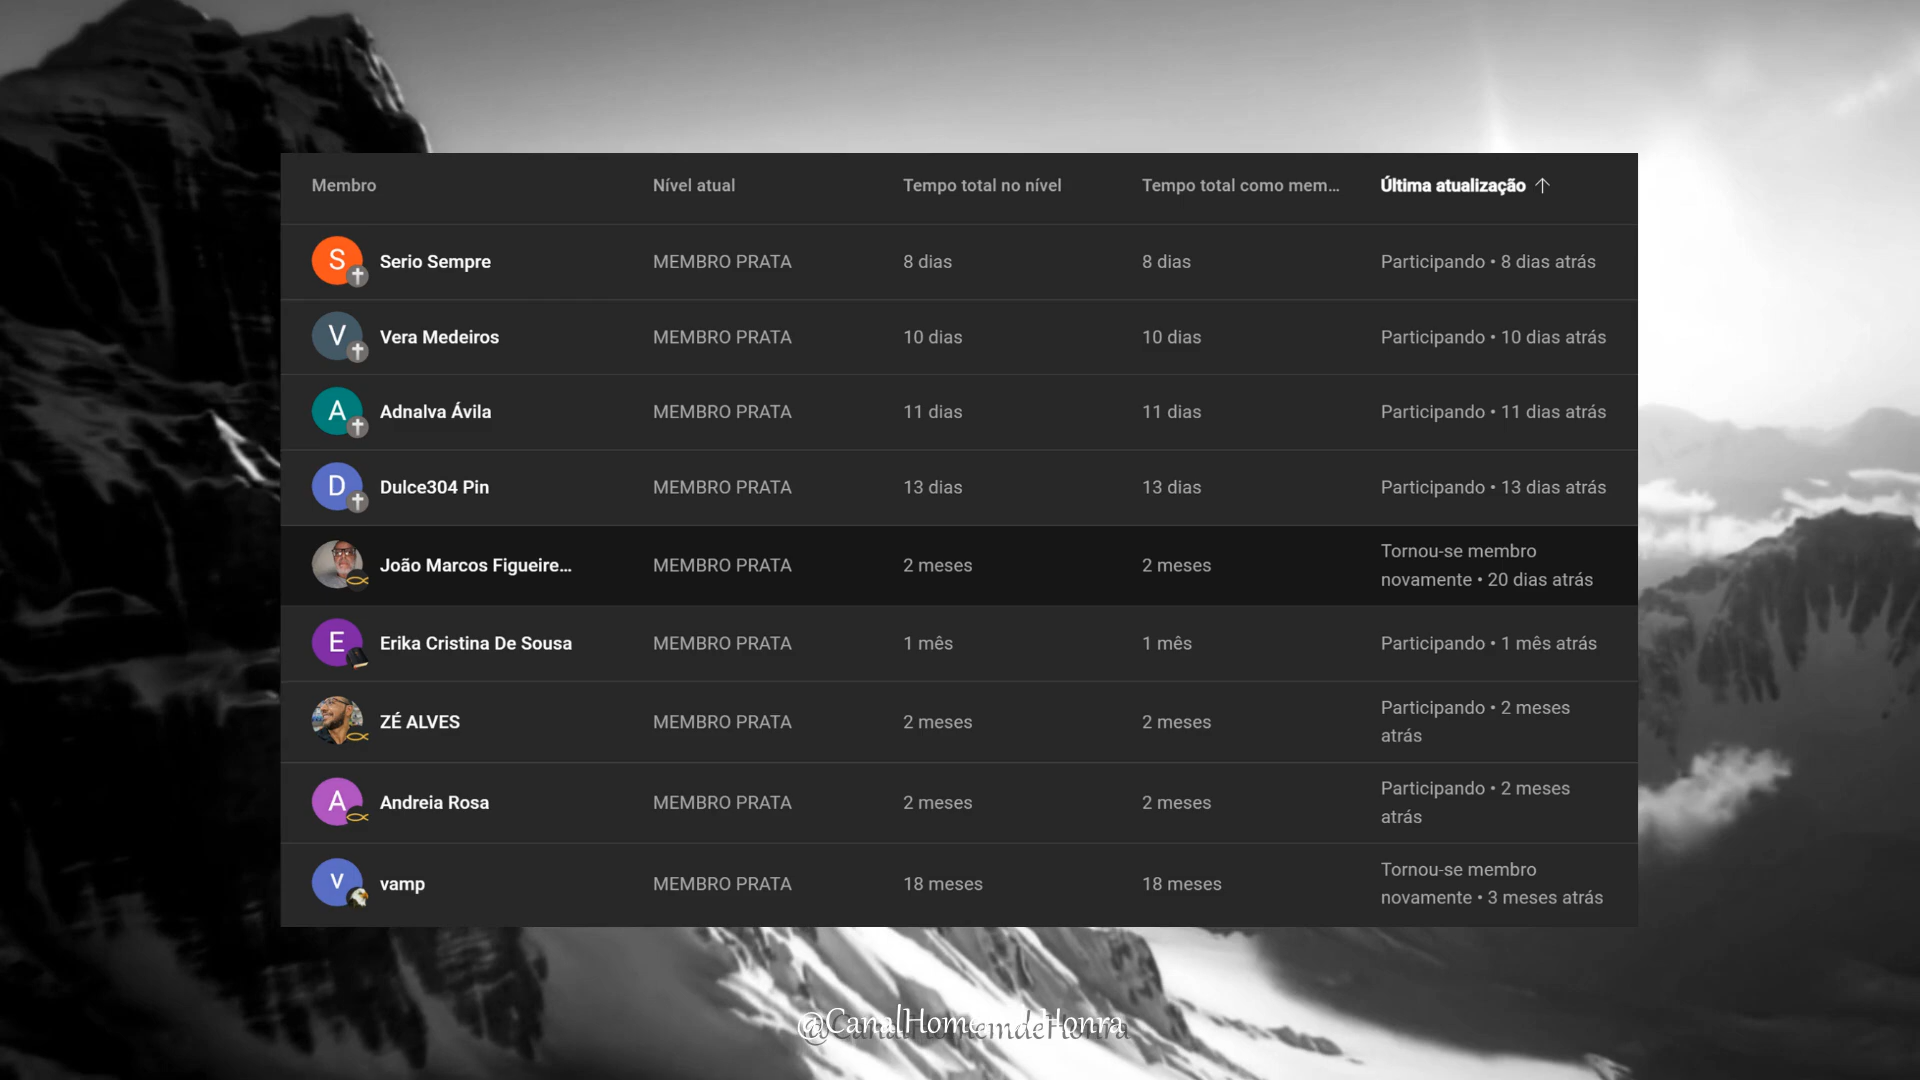 Membro Nível atual Tempo total no nível Tempo total como mem... Última atualização
S Serio Sempre MEMBRO PRATA 8 dias 8 dias Participando • 8 dias atrás
V Vera Medeiros MEMBRO PRATA 10 dias 10 dias Participando • 10 dias atrás
A Adnalva Ávila MEMBRO PRATA 11 dias 11 dias Participando • 11 dias atrás
D Dulce304 Pin MEMBRO PRATA 13 dias 13 dias Participando • 13 dias atrás
João Marcos Figueire... MEMBRO PRATA 2 meses 2 meses Tornou-se membro
novamente • 20 dias atrás
E Erika Cristina De Sousa MEMBRO PRATA 1 mês 1 mês Participando • 1 mês atrás
ZÉ ALVES MEMBRO PRATA 2 meses 2 meses Participando • 2 meses
atrás
A Andreia Rosa MEMBRO PRATA 2 meses 2 meses Participando • 2 meses
atrás
v vamp MEMBRO PRATA 18 meses 18 meses Tornou-se membro
novamente • 3 meses atrás
@CanalHomemdeHonra